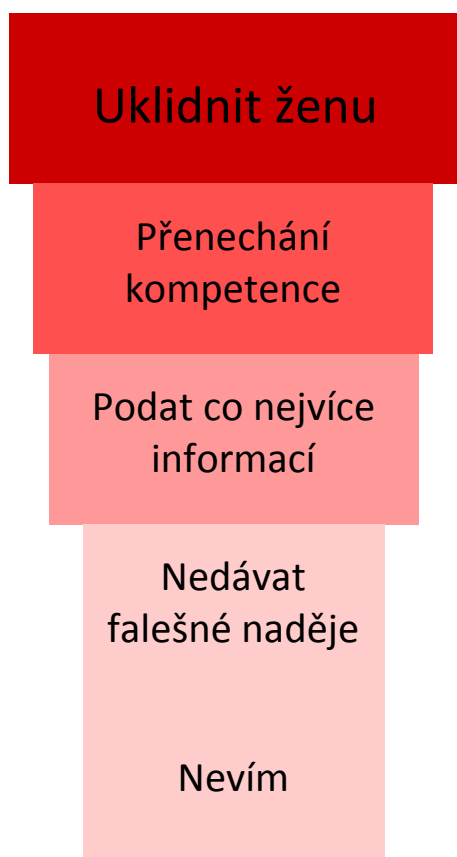 Uklidnit ženu
Přenechání
kompetence
Podat co nejvíce
informací
Nedávat
falešné naděje
Nevím